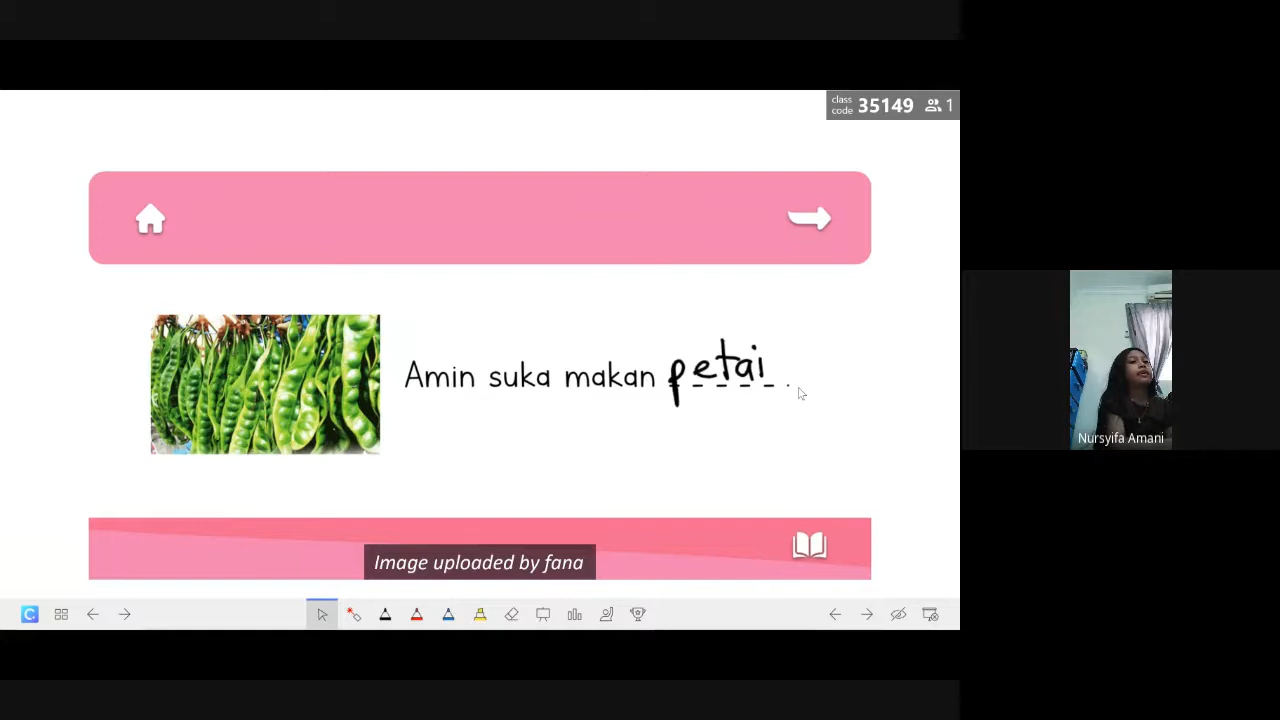 class code 35149 1
Amin suka makan petai.
Nursyifa Amani
Image uploaded by fana